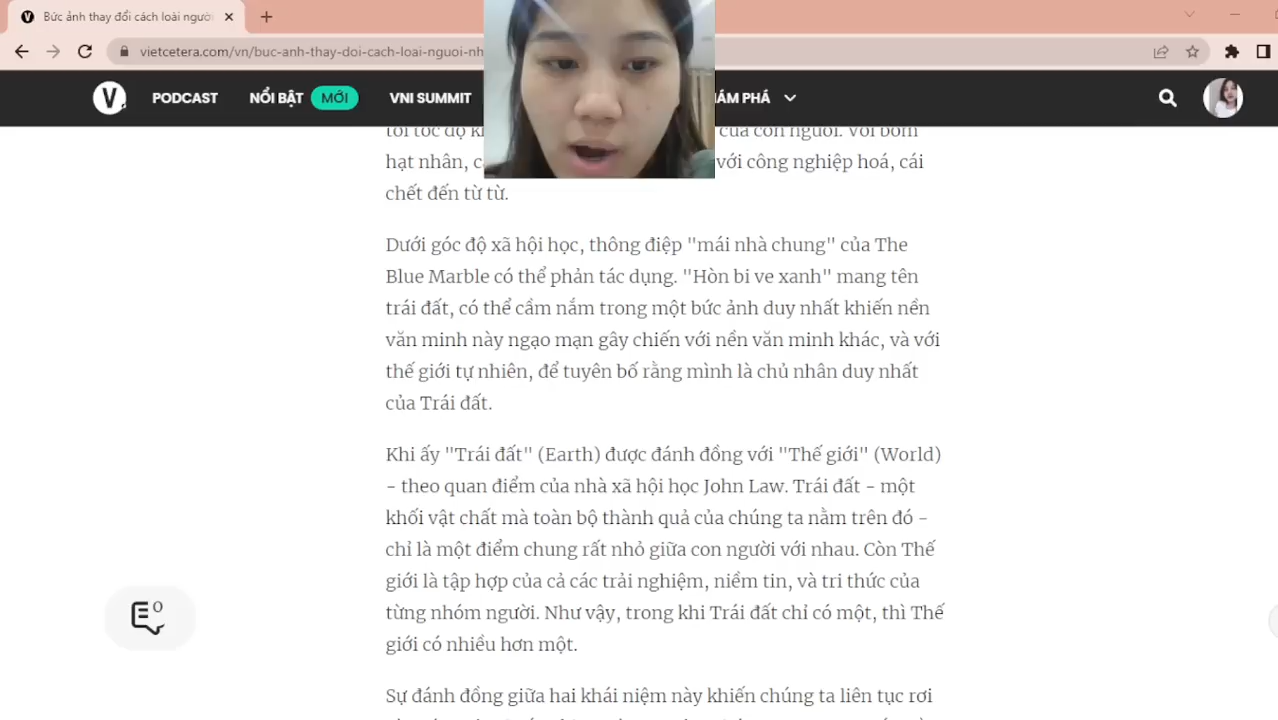 Bức ảnh thay đổi cách loài ngườ
vietcetera.com/vn/buc-anh-thay-doi-cach-loai-nguoi-nh
V. PODCAST NỔI BẬT MỚI VNI SUMMIT ÁM PHÁ
tới tốc độ của con người. Với bom
hạt nhân, với công nghiệp hoá, cái
chết đến từ từ.
Dưới góc độ xã hội học, thông điệp "mái nhà chung" của The
Blue Marble có thể phản tác dụng. "Hòn bi ve xanh" mang tên
trái đất, có thể cầm nắm trong một bức ảnh duy nhất khiến nền
văn minh này ngạo mạn gây chiến với nền văn minh khác, và với
thế giới tự nhiên, để tuyên bố rằng mình là chủ nhân duy nhất
của Trái đất.
Khi ấy "Trái đất" (Earth) được đánh đồng với "Thế giới" (World)
- theo quan điểm của nhà xã hội học John Law. Trái đất - một
khối vật chất mà toàn bộ thành quả của chúng ta nằm trên đó -
chỉ là một điểm chung rất nhỏ giữa con người với nhau. Còn Thế
giới là tập hợp của cả các trải nghiệm, niềm tin, và tri thức của
từng nhóm người. Như vậy, trong khi Trái đất chỉ có một, thì Thế
giới có nhiều hơn một.
0
Sự đánh đồng giữa hai khái niệm này khiến chúng ta liên tục rơi